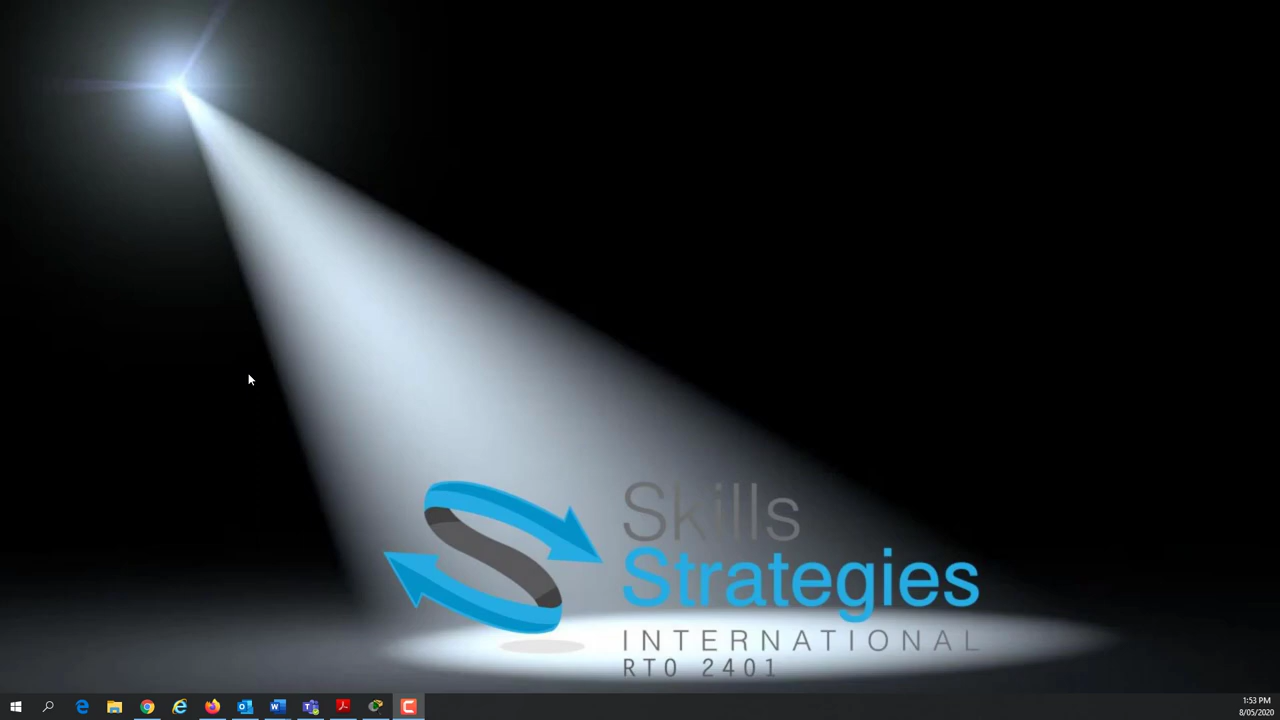 Skills
Strategies
INTERNATIONAL
RTO 2401
1:53 PM
8/05/2020